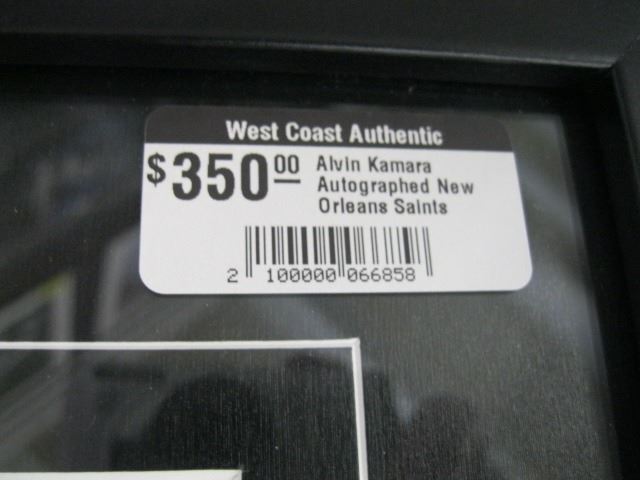 West Coast Authentic
$350.00 Alvin Kamara
Autographed New
Orleans Saints
2 100000 066858